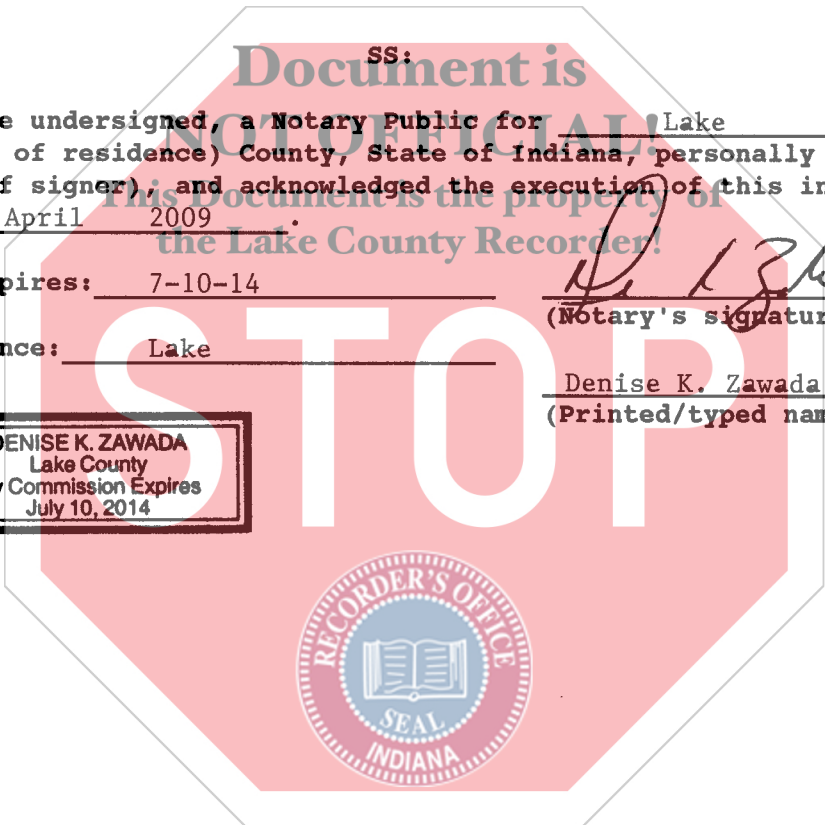 SS:
Document is
e undersigned, a Notary Public for Lake
NOT OFFICIAL!
of residence) County, State of Indiana, personally
f signer), and acknowledged the execution of this in
This Document is the property of
April 2009 .
the Lake County Recorder!
pires: 7-10-14
(Notary's signatur
nce: Lake
Denise K. Zawada
(Printed/typed nam
STOP
DENISE K. ZAWADA
Lake County
Commission Expires
July 10, 2014
RECORDER'S OFFICE
SEAL
INDIANA